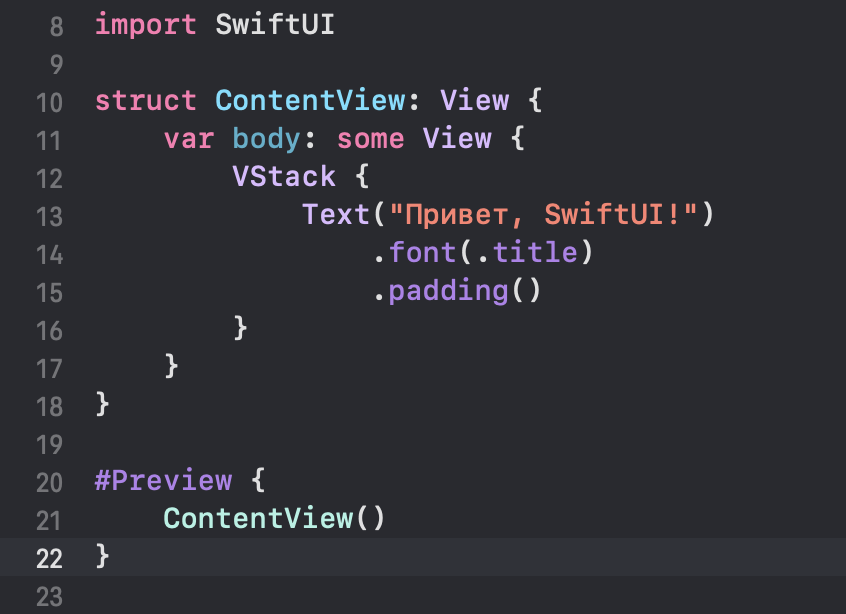 8 import SwiftUI
9
10 struct ContentView: View {
11     var body: some View {
12         VStack {
13             Text("Привет, SwiftUI!")
14                 .font(.title)
15                 .padding()
16         }
17     }
18 }
19
20 #Preview {
21     ContentView()
22 }
23